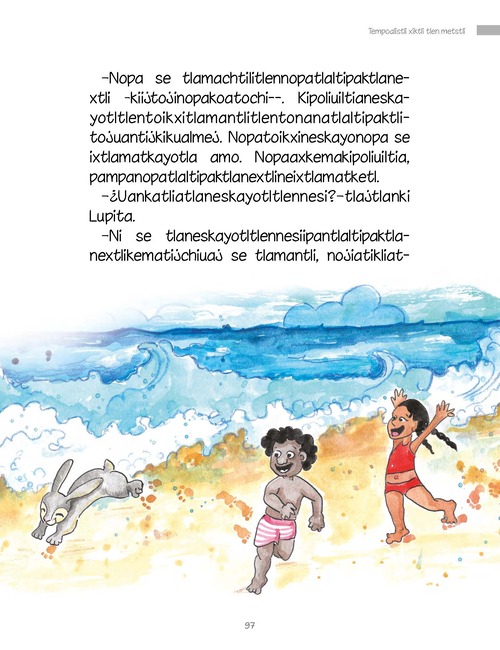 Tempoalistli xiktli tlen metstli
–Nopa se tlamachtilitlennopatlaltipaktlane-
xtli -kiijtojinopakoatochi--. Kipoliuiltianeska-
yotltlentoikxitlamantlitlentonanatlaltipaktli-
tojuantijkikualmej. Nopatoikxineskayonopa se
ixtlamatkayotla amo. Nopaaxkemakipoliuiltia,
pampanopatlaltipaktlanextlineixtlamatketl.
–¿Uankatliatlaneskayotltlennesi?–tlajtlanki
Lupita.
–Ni se tlaneskayotltlennesiipantlaltipaktla-
nextlikematijchiuaj se tlamantli, nojiatikliat-
97